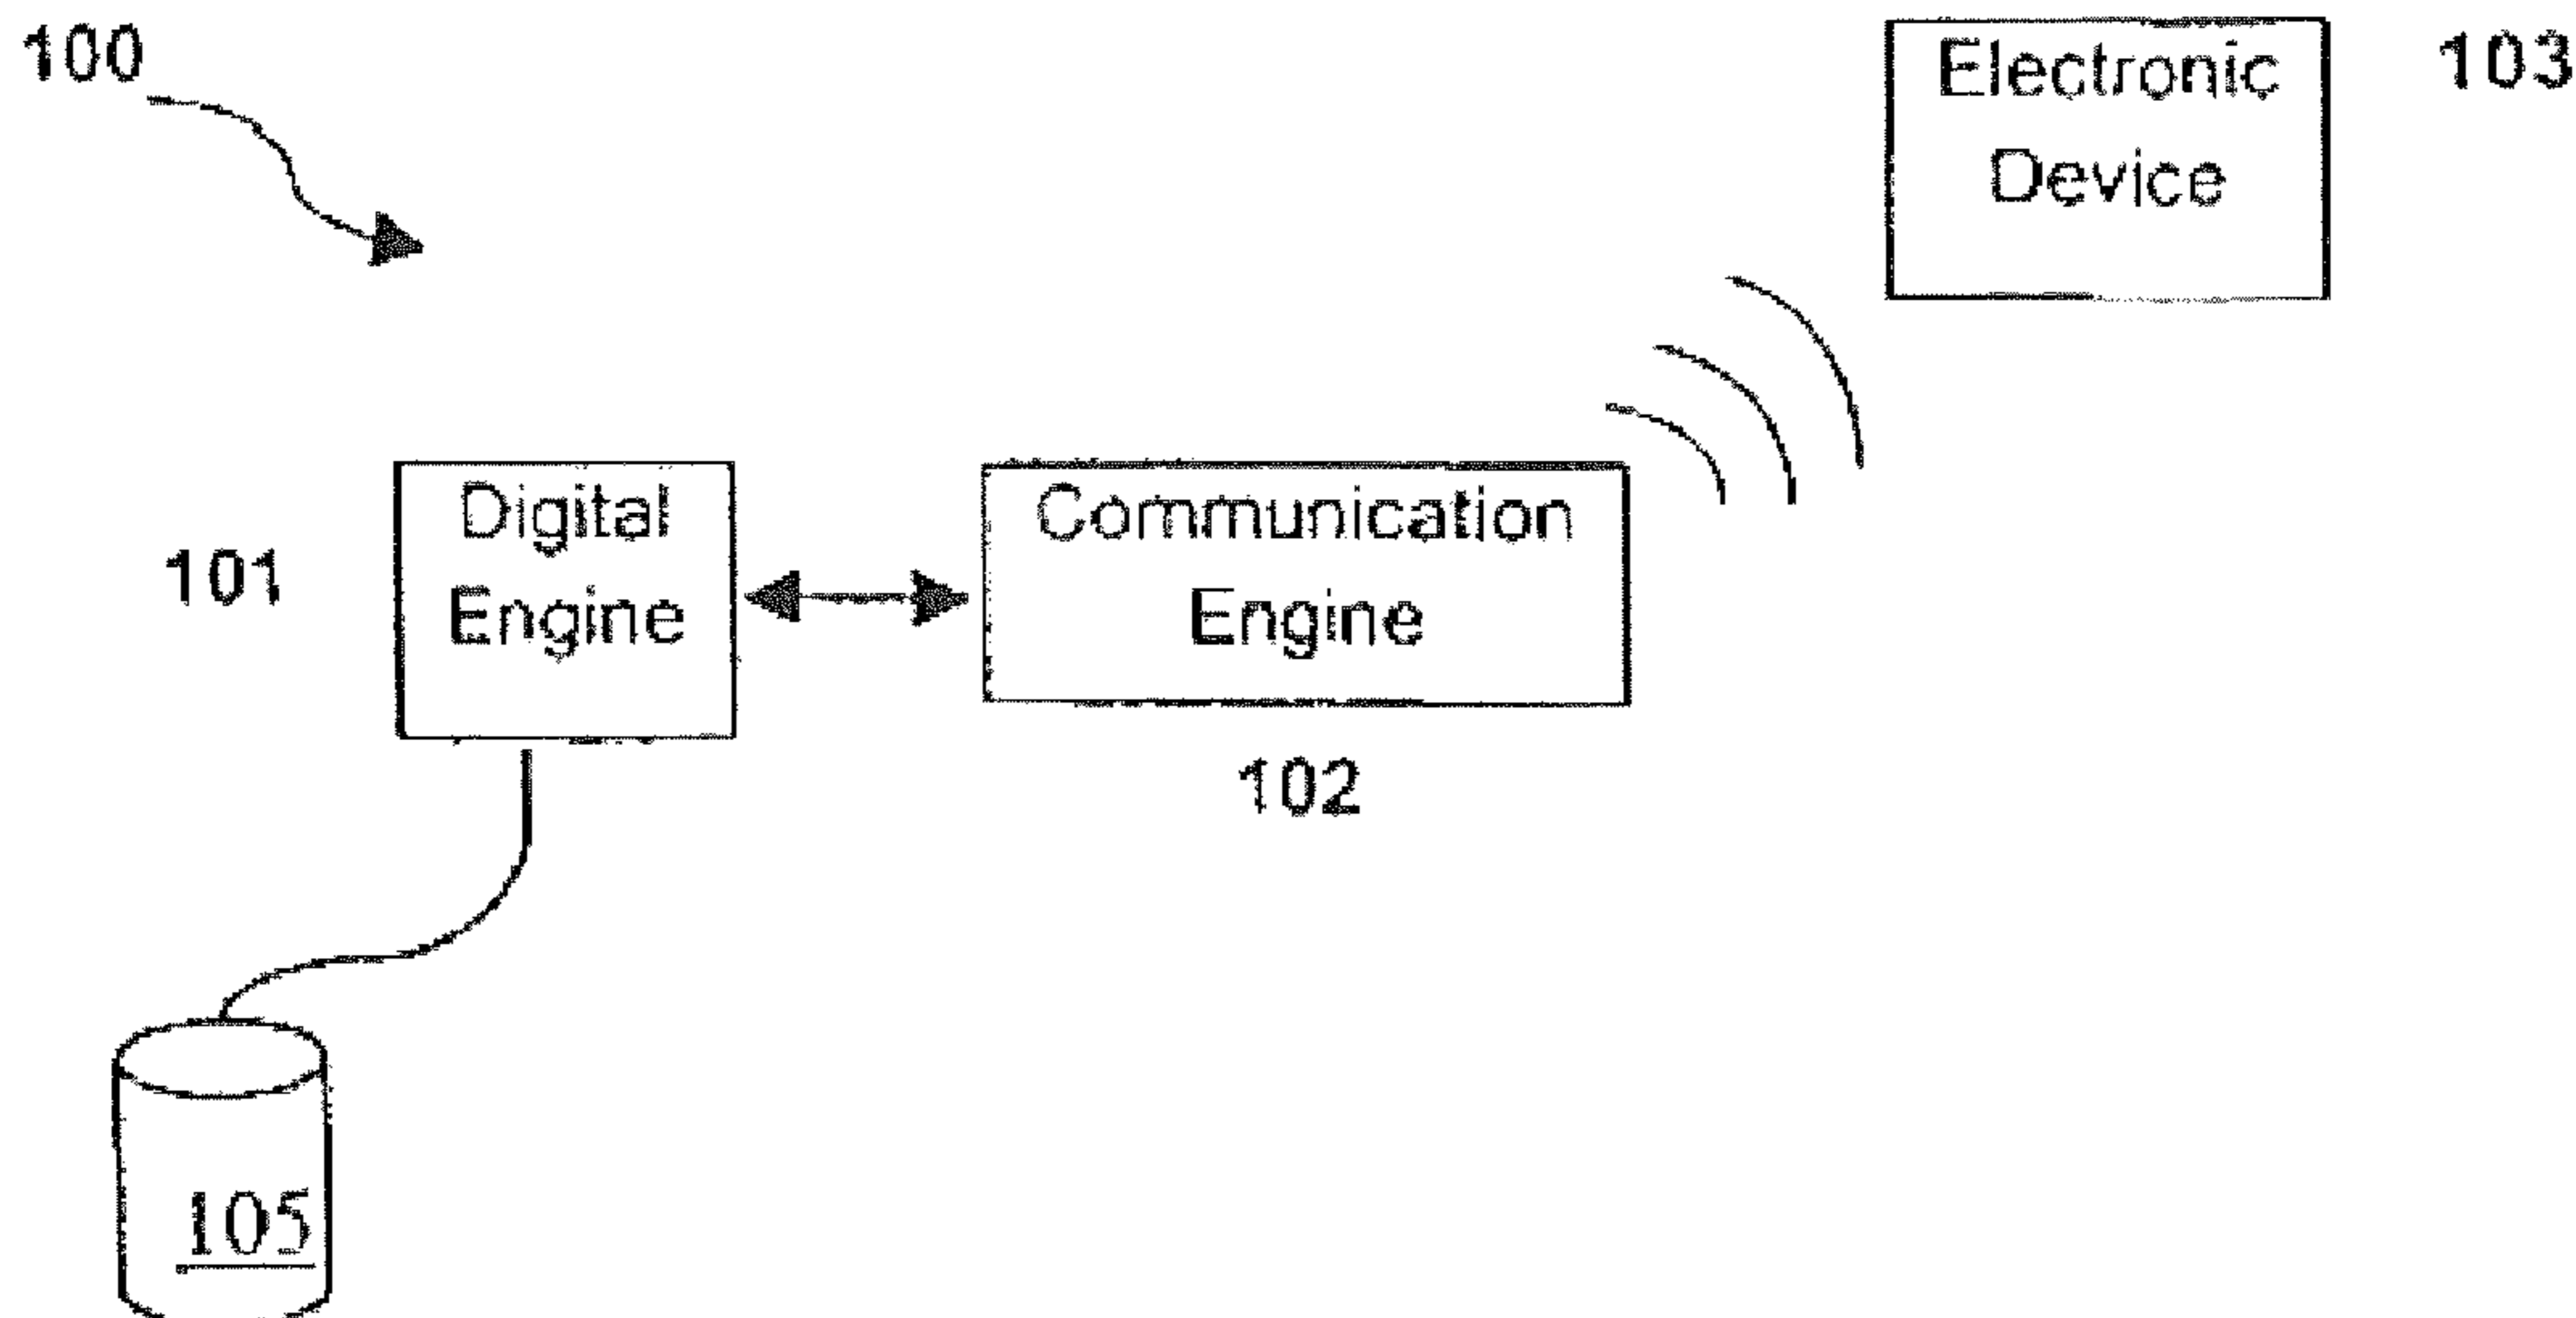 100
Electronic
Device
103
101
Digital
Engine
Communication
Engine
102
105